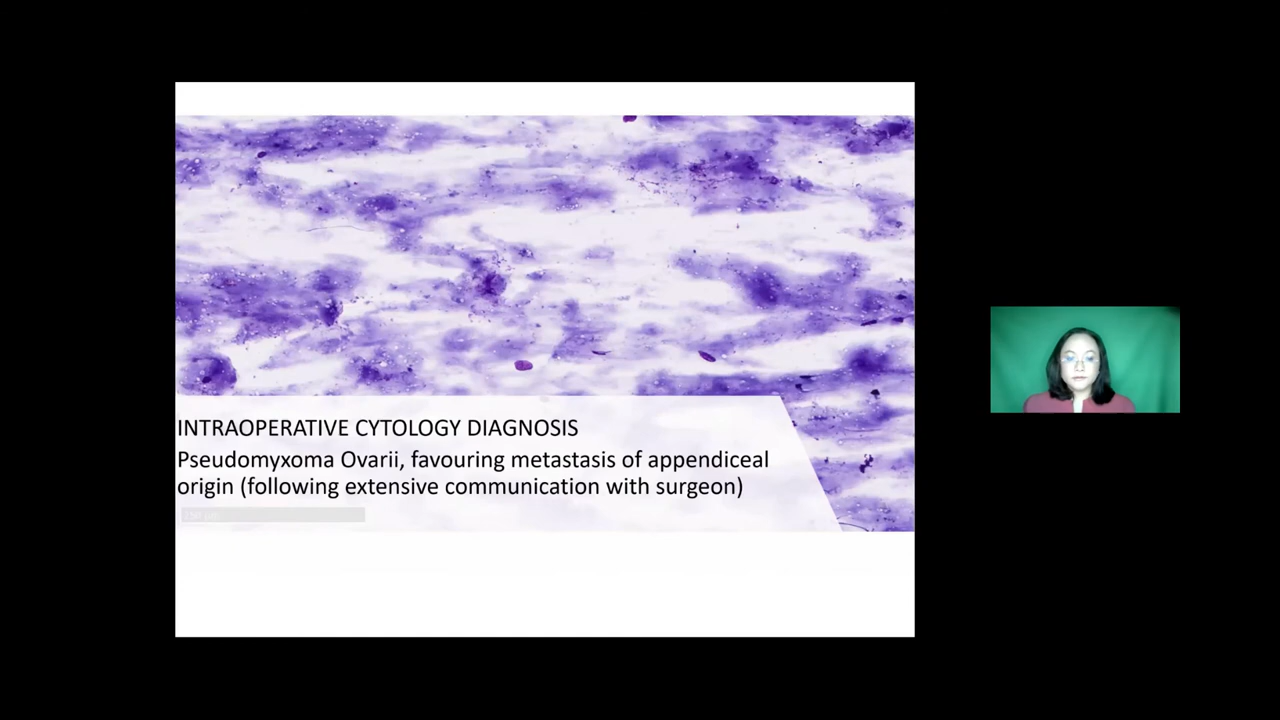 INTRAOPERATIVE CYTOLOGY DIAGNOSIS
Pseudomyxoma Ovarii, favouring metastasis of appendiceal
origin (following extensive communication with surgeon)